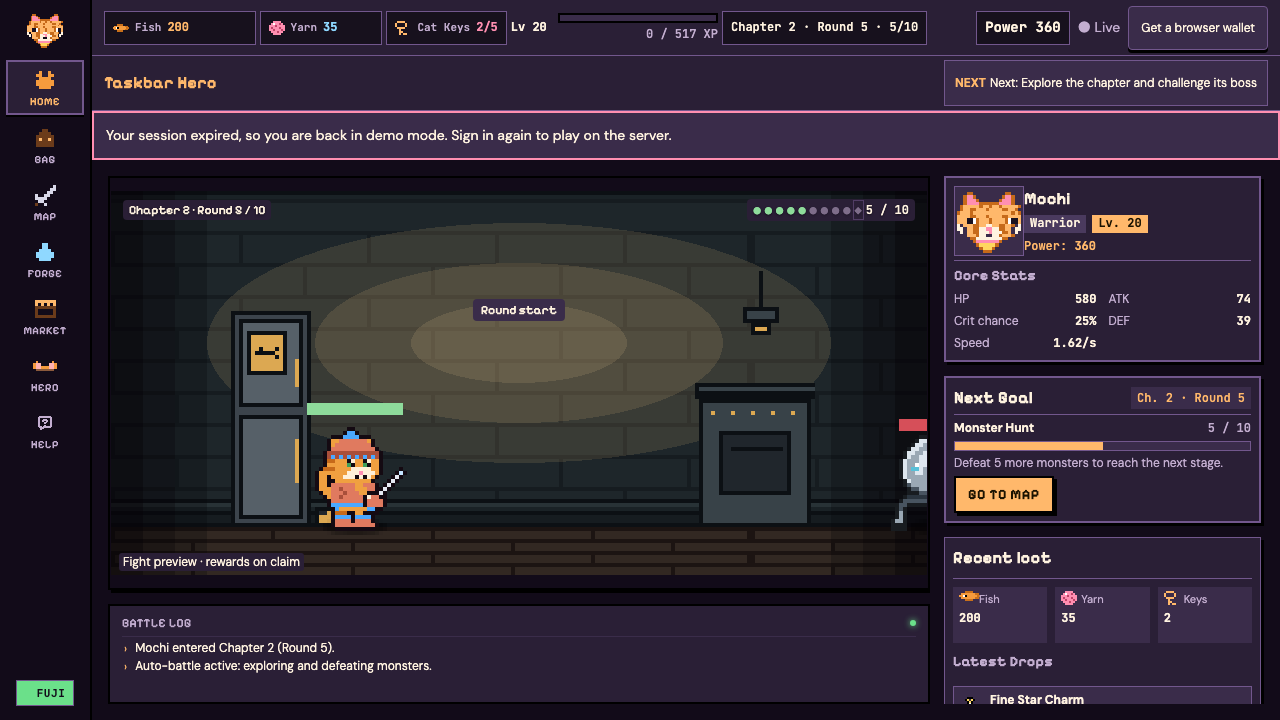 Fish 200
Yarn 35
Cat Keys 2/5
Lv 20
0 / 517 XP
Chapter 2 · Round 5 · 5/10
Power 360
Live
Get a browser wallet
HOME
BAG
MAP
FORGE
MARKET
HERO
HELP
FUJI
Taskbar Hero
NEXT Next: Explore the chapter and challenge its boss
Your session expired, so you are back in demo mode. Sign in again to play on the server.
Chapter 2 · Round 2 / 10
5 / 10
Round start
Fight preview · rewards on claim
BATTLE LOG
› Mochi entered Chapter 2 (Round 5).
› Auto-battle active: exploring and defeating monsters.
Mochi
Warrior Lv. 20
Power: 360
Core Stats
HP 580 ATK 74
Crit chance 25% DEF 39
Speed 1.62/s
Next Goal Ch. 2 · Round 5
Monster Hunt 5 / 10
Defeat 5 more monsters to reach the next stage.
GO TO MAP
Recent loot
Fish
200
Yarn
35
Keys
2
Latest Drops
Fine Star Charm